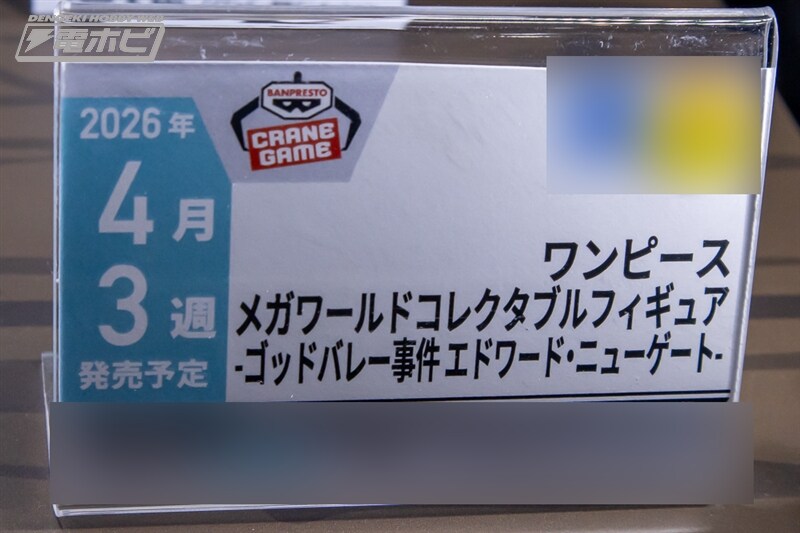 DENGEKI HOBBY WEB
電ホビ
BANPRESTO
CRANE
GAME
2026年
4月
3週
発売予定
ワンピース
メガワールドコレクタブルフィギュア
-ゴッドバレー事件 エドワード・ニューゲート-